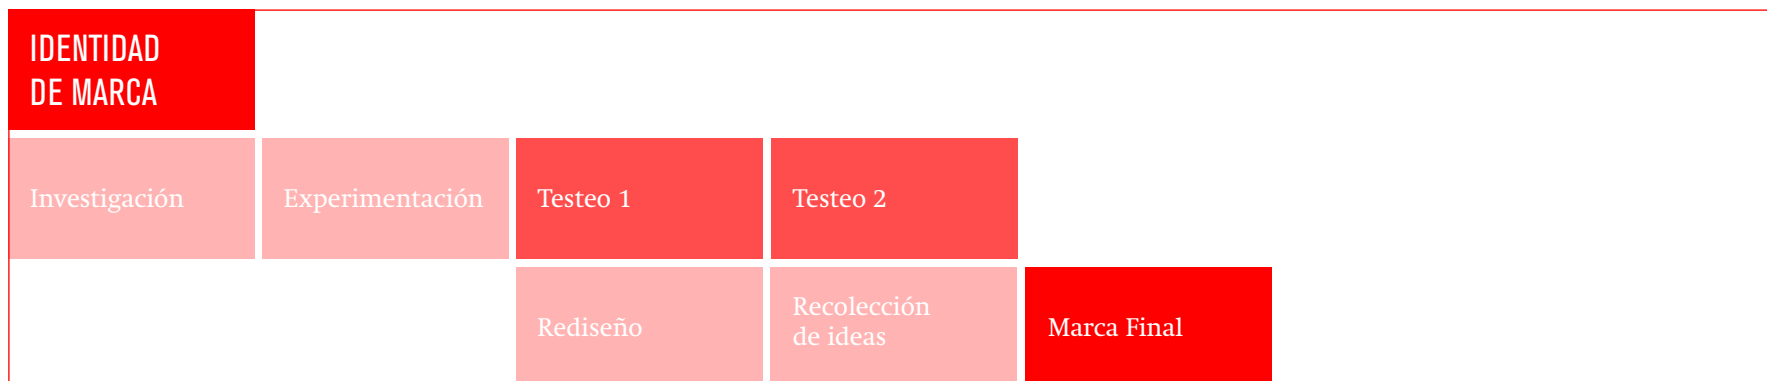 IDENTIDAD
DE MARCA
Investigación
Experimentación
Testeo 1
Testeo 2
Rediseño
Recolección
de ideas
Marca Final